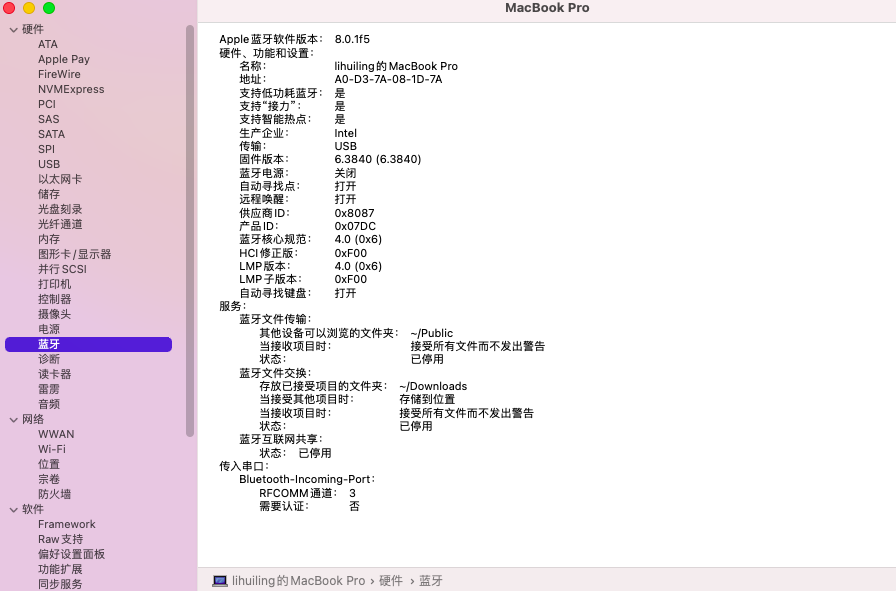 MacBook Pro
硬件
ATA
Apple Pay
FireWire
NVMExpress
PCI
SAS
SATA
SPI
USB
以太网卡
储存
光盘刻录
光纤通道
内存
图形卡/显示器
并行SCSI
打印机
控制器
摄像头
电源
蓝牙
诊断
读卡器
雷雳
音频
网络
WWAN
Wi-Fi
位置
宗卷
防火墙
软件
Framework
Raw支持
偏好设置面板
功能扩展
同步服务
Apple蓝牙软件版本： 8.0.1f5
硬件、功能和设置：
名称： lihuiling的MacBook Pro
地址： A0-D3-7A-08-1D-7A
支持低功耗蓝牙： 是
支持“接力”： 是
支持智能热点： 是
生产企业： Intel
传输： USB
固件版本： 6.3840 (6.3840)
蓝牙电源： 关闭
自动寻找点： 打开
远程唤醒： 打开
供应商ID： 0x8087
产品ID： 0x07DC
蓝牙核心规范： 4.0 (0x6)
HCI修正版： 0xF00
LMP版本： 4.0 (0x6)
LMP子版本： 0xF00
自动寻找键盘： 打开
服务：
蓝牙文件传输：
其他设备可以浏览的文件夹： ~/Public
当接收项目时： 接受所有文件而不发出警告
状态： 已停用
蓝牙文件交换：
存放已接受项目的文件夹： ~/Downloads
当接受其他项目时： 存储到位置
当接收项目时： 接受所有文件而不发出警告
状态： 已停用
蓝牙互联网共享：
状态： 已停用
传入串口：
Bluetooth-Incoming-Port：
RFCOMM通道： 3
需要认证： 否
lihuiling的MacBook Pro › 硬件 › 蓝牙